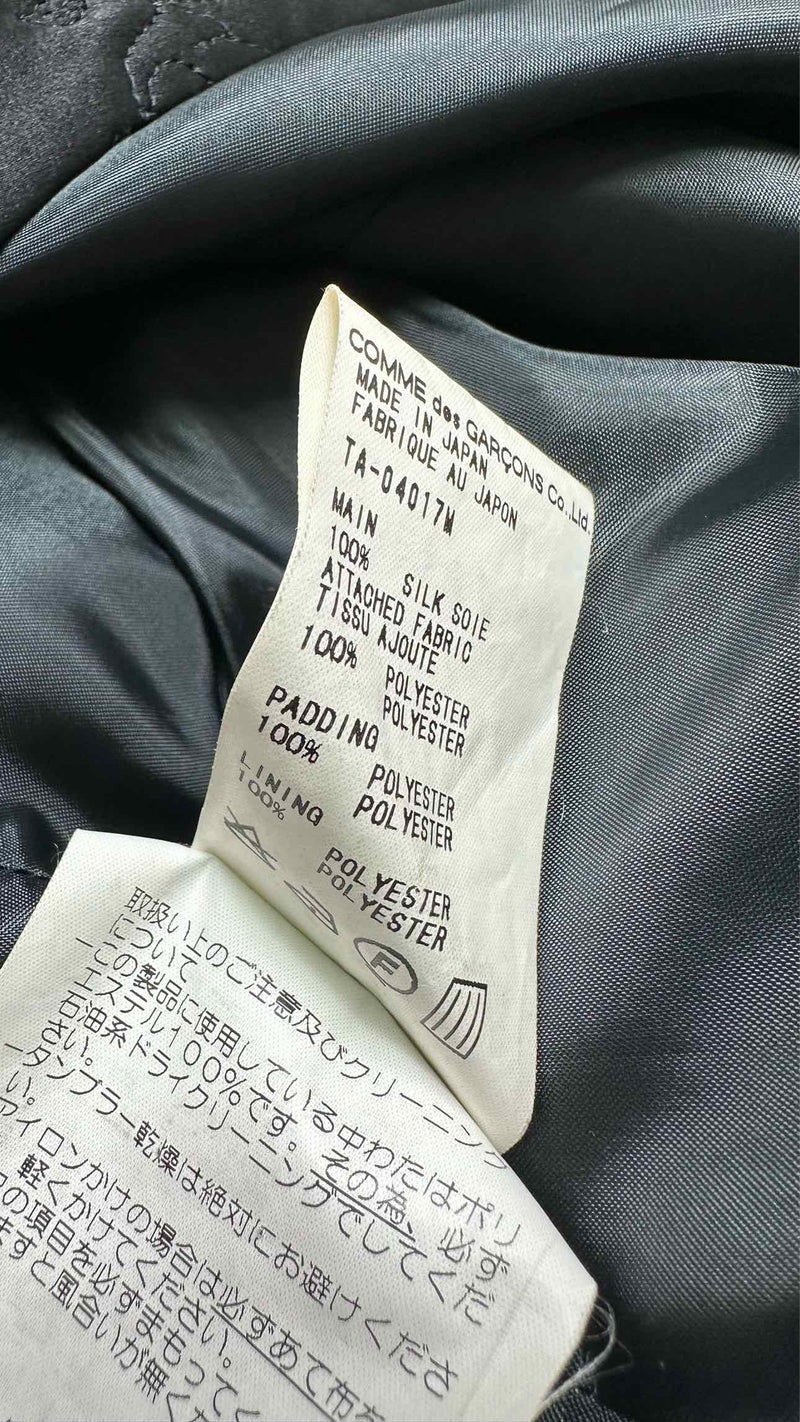 COMME des GARÇONS Co.,Ltd.
MADE IN JAPAN
FABRIQUE AU JAPON
TA-04017M
MAIN
100% SILK SOIE
ATTACHED FABRIC
TISSU AJOUTE
100% POLYESTER
POLYESTER
PADDING
100% POLYESTER
POLYESTER
LINING
100% POLYESTER
POLYESTER
F
取扱い上のご注意及びクリーニング
について
ーこの製品に使用している中わたはポリ
エステル100%です。その為、必ず
石油系ドライクリーニングでしてくだ
さい。
ータンブラー乾燥は絶対にお避けくださ
い。
アイロンかけの場合は必ずあて布を
軽くかけてください。
の項目を必ずまもって
ますと風合いが無く